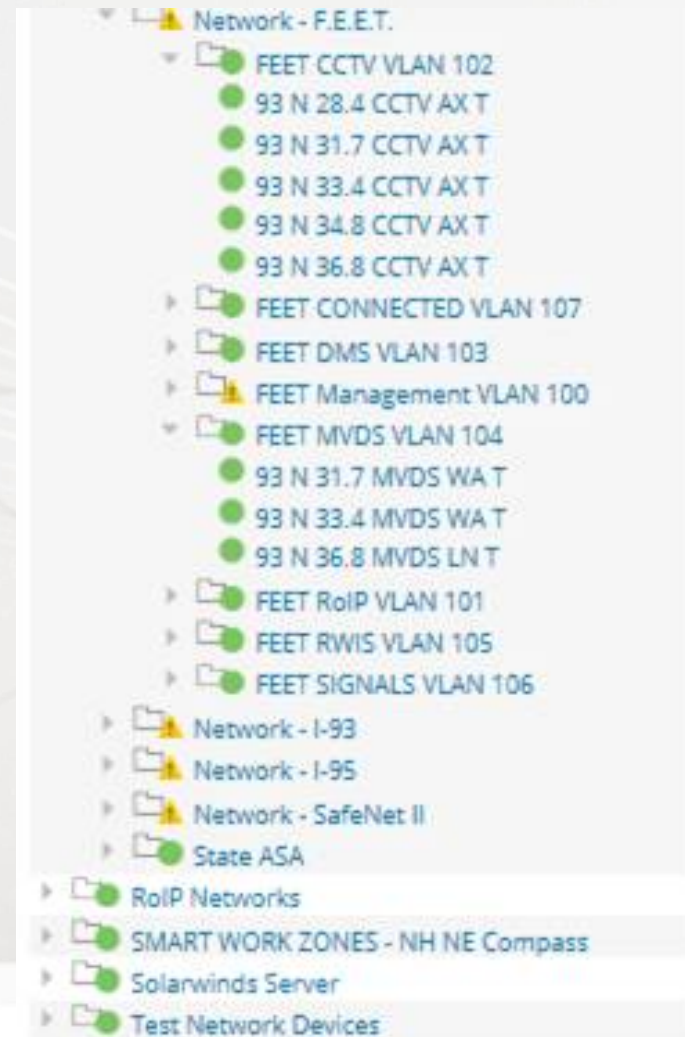 Network - F.E.E.T.
FEET CCTV VLAN 102
93 N 28.4 CCTV AX T
93 N 31.7 CCTV AX T
93 N 33.4 CCTV AX T
93 N 34.8 CCTV AX T
93 N 36.8 CCTV AX T
FEET CONNECTED VLAN 107
FEET DMS VLAN 103
FEET Management VLAN 100
FEET MVDS VLAN 104
93 N 31.7 MVDS WA T
93 N 33.4 MVDS WA T
93 N 36.8 MVDS LN T
FEET RoIP VLAN 101
FEET RWIS VLAN 105
FEET SIGNALS VLAN 106
Network - I-93
Network - I-95
Network - SafeNet II
State ASA
RoIP Networks
SMART WORK ZONES - NH NE Compass
Solarwinds Server
Test Network Devices